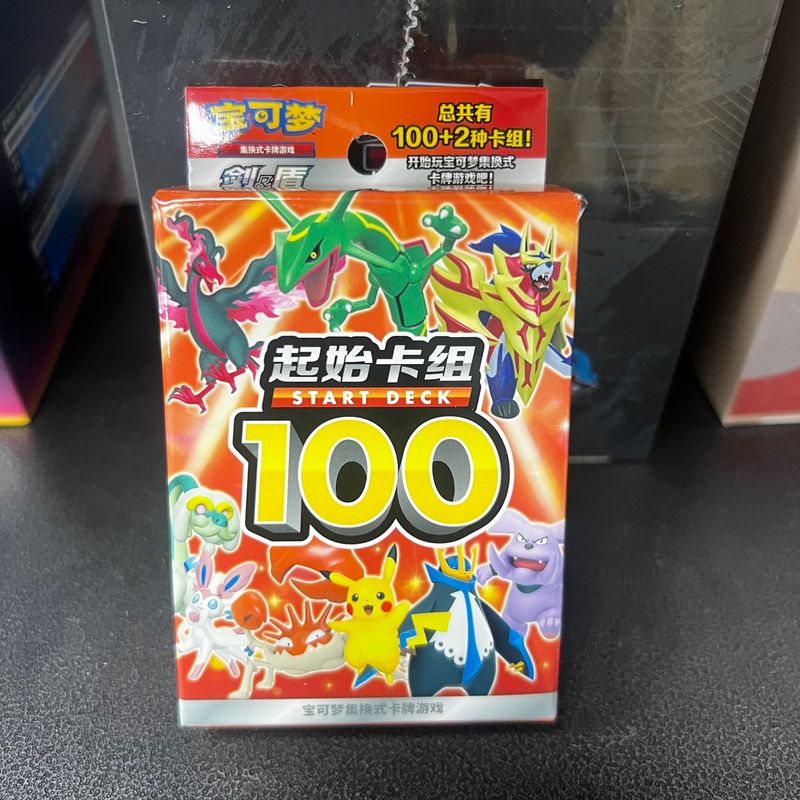 宝可梦
集换式卡牌游戏
剑&盾
总共有
100+2种卡组!
开始玩宝可梦集换式
卡牌游戏吧!
起始卡组
START DECK
100
宝可梦集换式卡牌游戏